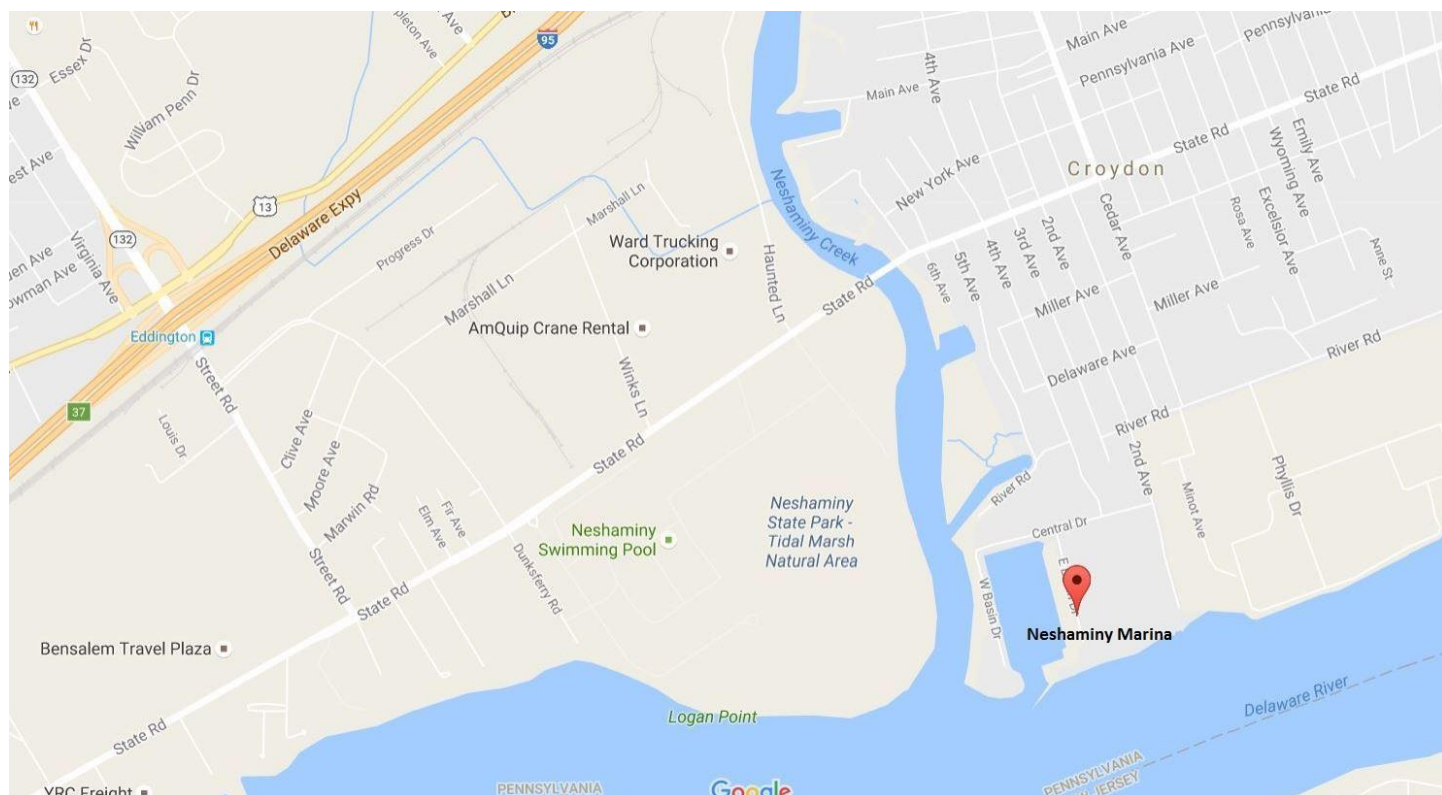 132
Essex Dr
William Penn Dr
95
Main Ave
Pennsylvania Ave
Pennsylvania
State Rd
4th Ave
Main Ave
State Rd
Croydon
New York Ave
Neshaminy Creek
Emily Ave
Wyoming Ave
Excelsior Ave
Rosa Ave
Anne St
Cedar Ave
2nd Ave
3rd Ave
4th Ave
5th Ave
6th Ave
Miller Ave
Miller Ave
Delaware Ave
River Rd
River Rd
2nd Ave
13
Delaware Expy
Progress Dr
Marshall Ln
Marshall Ln
Ward Trucking
Corporation
Haunted Ln
State Rd
AmQuip Crane Rental
Winks Ln
132
Virginia Ave
Eddington
Street Rd
37
Louis Dr
Clive Ave
Moore Ave
Marwin Rd
Fir Ave
Elm Ave
State Rd
Neshaminy
Swimming Pool
Neshaminy
State Park -
Tidal Marsh
Natural Area
River Rd
Central Dr
Minot Ave
Phyllis Dr
W Basin Dr
Neshaminy Marina
Street Rd
State Rd
Dunksferry Rd
Bensalem Travel Plaza
Logan Point
Delaware River
State Rd
YRC Freight
PENNSYLVANIA
Google
PENNSYLVANIA